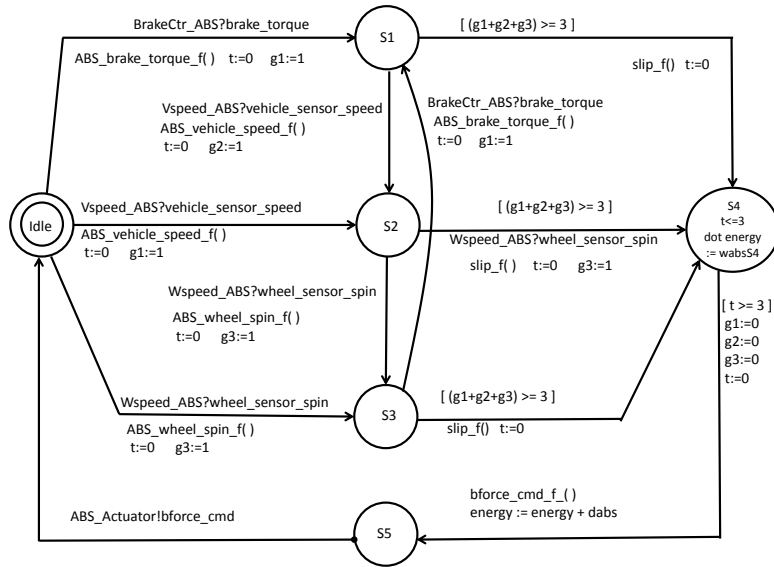 BrakeCtr_ABS?brake_torque
ABS_brake_torque_f( ) t:=0 g1:=1
S1
[ (g1+g2+g3) >= 3 ]
slip_f() t:=0
Vspeed_ABS?vehicle_sensor_speed
ABS_vehicle_speed_f( )
t:=0 g2:=1
BrakeCtr_ABS?brake_torque
ABS_brake_torque_f( )
t:=0 g1:=1
Idle
Vspeed_ABS?vehicle_sensor_speed
ABS_vehicle_speed_f( )
t:=0 g1:=1
S2
[ (g1+g2+g3) >= 3 ]
Wspeed_ABS?wheel_sensor_spin
slip_f() t:=0 g3:=1
S4
t<=3
dot energy
:= wabsS4
Wspeed_ABS?wheel_sensor_spin
ABS_wheel_spin_f( )
t:=0 g3:=1
[ t >= 3 ]
g1:=0
g2:=0
g3:=0
t:=0
Wspeed_ABS?wheel_sensor_spin
ABS_wheel_spin_f( )
t:=0 g3:=1
S3
[ (g1+g2+g3) >= 3 ]
slip_f() t:=0
bforce_cmd_f_( )
energy := energy + dabs
ABS_Actuator!bforce_cmd
S5